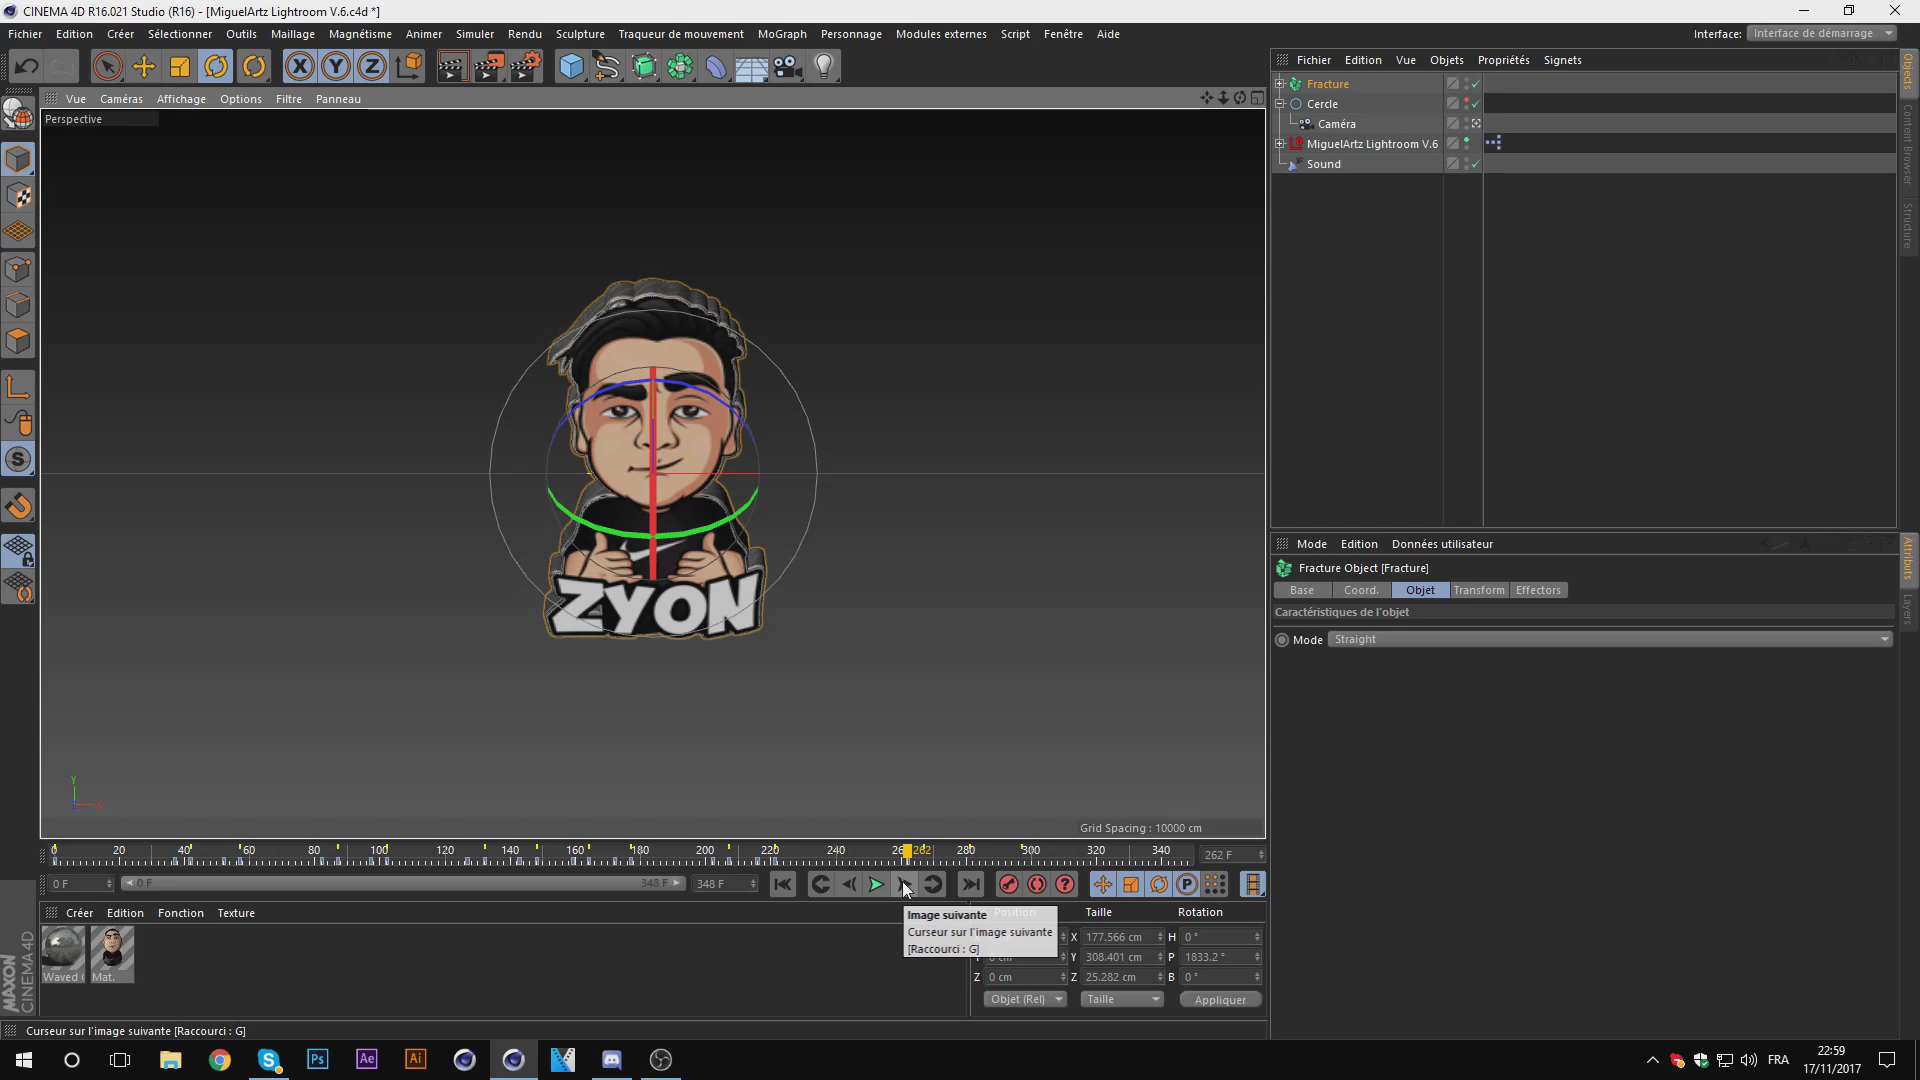 CINEMA 4D R16.021 Studio (R16) - [MiguelArtz Lightroom V.6.c4d *]
Fichier Edition Créer Sélectionner Outils Maillage Magnétisme Animer Simuler Rendu Sculpture Traqueur de mouvement MoGraph Personnage Modules externes Script Fenêtre Aide
Interface: Interface de démarrage
X Y Z
Vue Caméras Affichage Options Filtre Panneau
Perspective
ZYON
Y
X
Grid Spacing : 10000 cm
Fichier Edition Vue Objets Propriétés Signets
Fracture
Cercle
Caméra
MiguelArtz Lightroom V.6
Sound
Objects
Content Browser
Structure
Mode Edition Données utilisateur
Fracture Object [Fracture]
Base Coord. Objet Transform Effectors
Caractéristiques de l'objet
Mode Straight
Attributs
Layers
0 20 40 60 80 100 120 140 160 180 200 220 240 26 262 280 300 320 340
262 F
0 F 0 F 348 F 348 F
Créer Edition Fonction Texture
Waved Mat.
Image suivante
Curseur sur l'image suivante
[Raccourci : G]
Position Taille Rotation
X 177.566 cm H 0 °
Y 308.401 cm P 1833.2 °
Z 0 cm Z 25.282 cm B 0 °
Objet (Rel) Taille Appliquer
MAXON
CINEMA 4D
Curseur sur l'image suivante [Raccourci : G]
Ps Ae Ai
FRA
22:59
17/11/2017